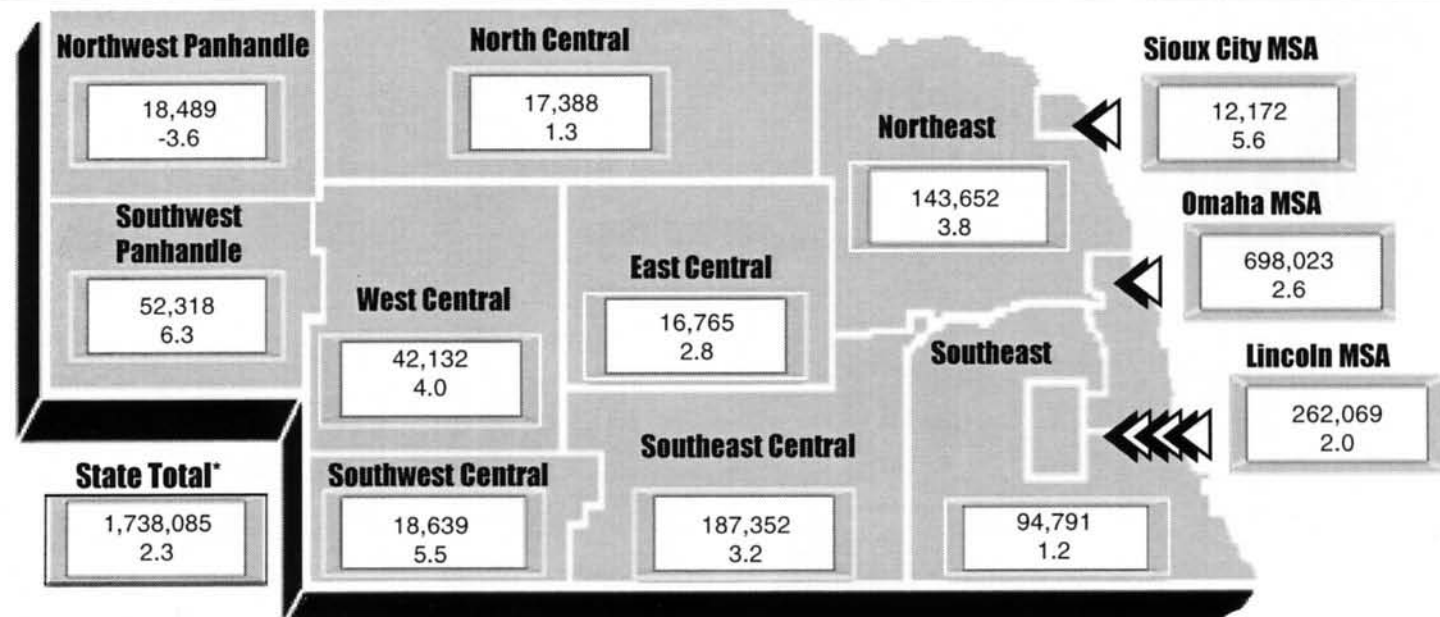 Northwest Panhandle
18,489
-3.6
North Central
17,388
1.3
Sioux City MSA
12,172
5.6
Northeast
143,652
3.8
Southwest
Panhandle
52,318
6.3
Omaha MSA
698,023
2.6
West Central
42,132
4.0
East Central
16,765
2.8
Southeast
94,791
1.2
Lincoln MSA
262,069
2.0
State Total*
1,738,085
2.3
Southwest Central
18,639
5.5
Southeast Central
187,352
3.2